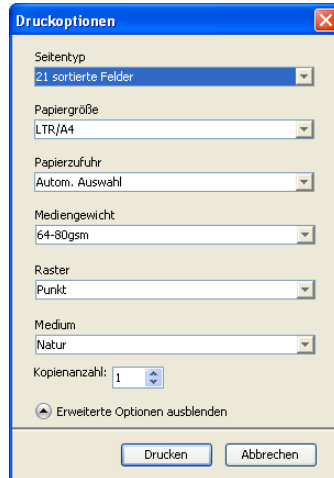 Druckoptionen
Seitentyp
21 sortierte Felder
Papiergröße
LTR/A4
Papierzufuhr
Autom. Auswahl
Mediengewicht
64-80gsm
Raster
Punkt
Medium
Natur
Kopienanzahl: 1
Erweiterte Optionen ausblenden
Drucken Abbrechen